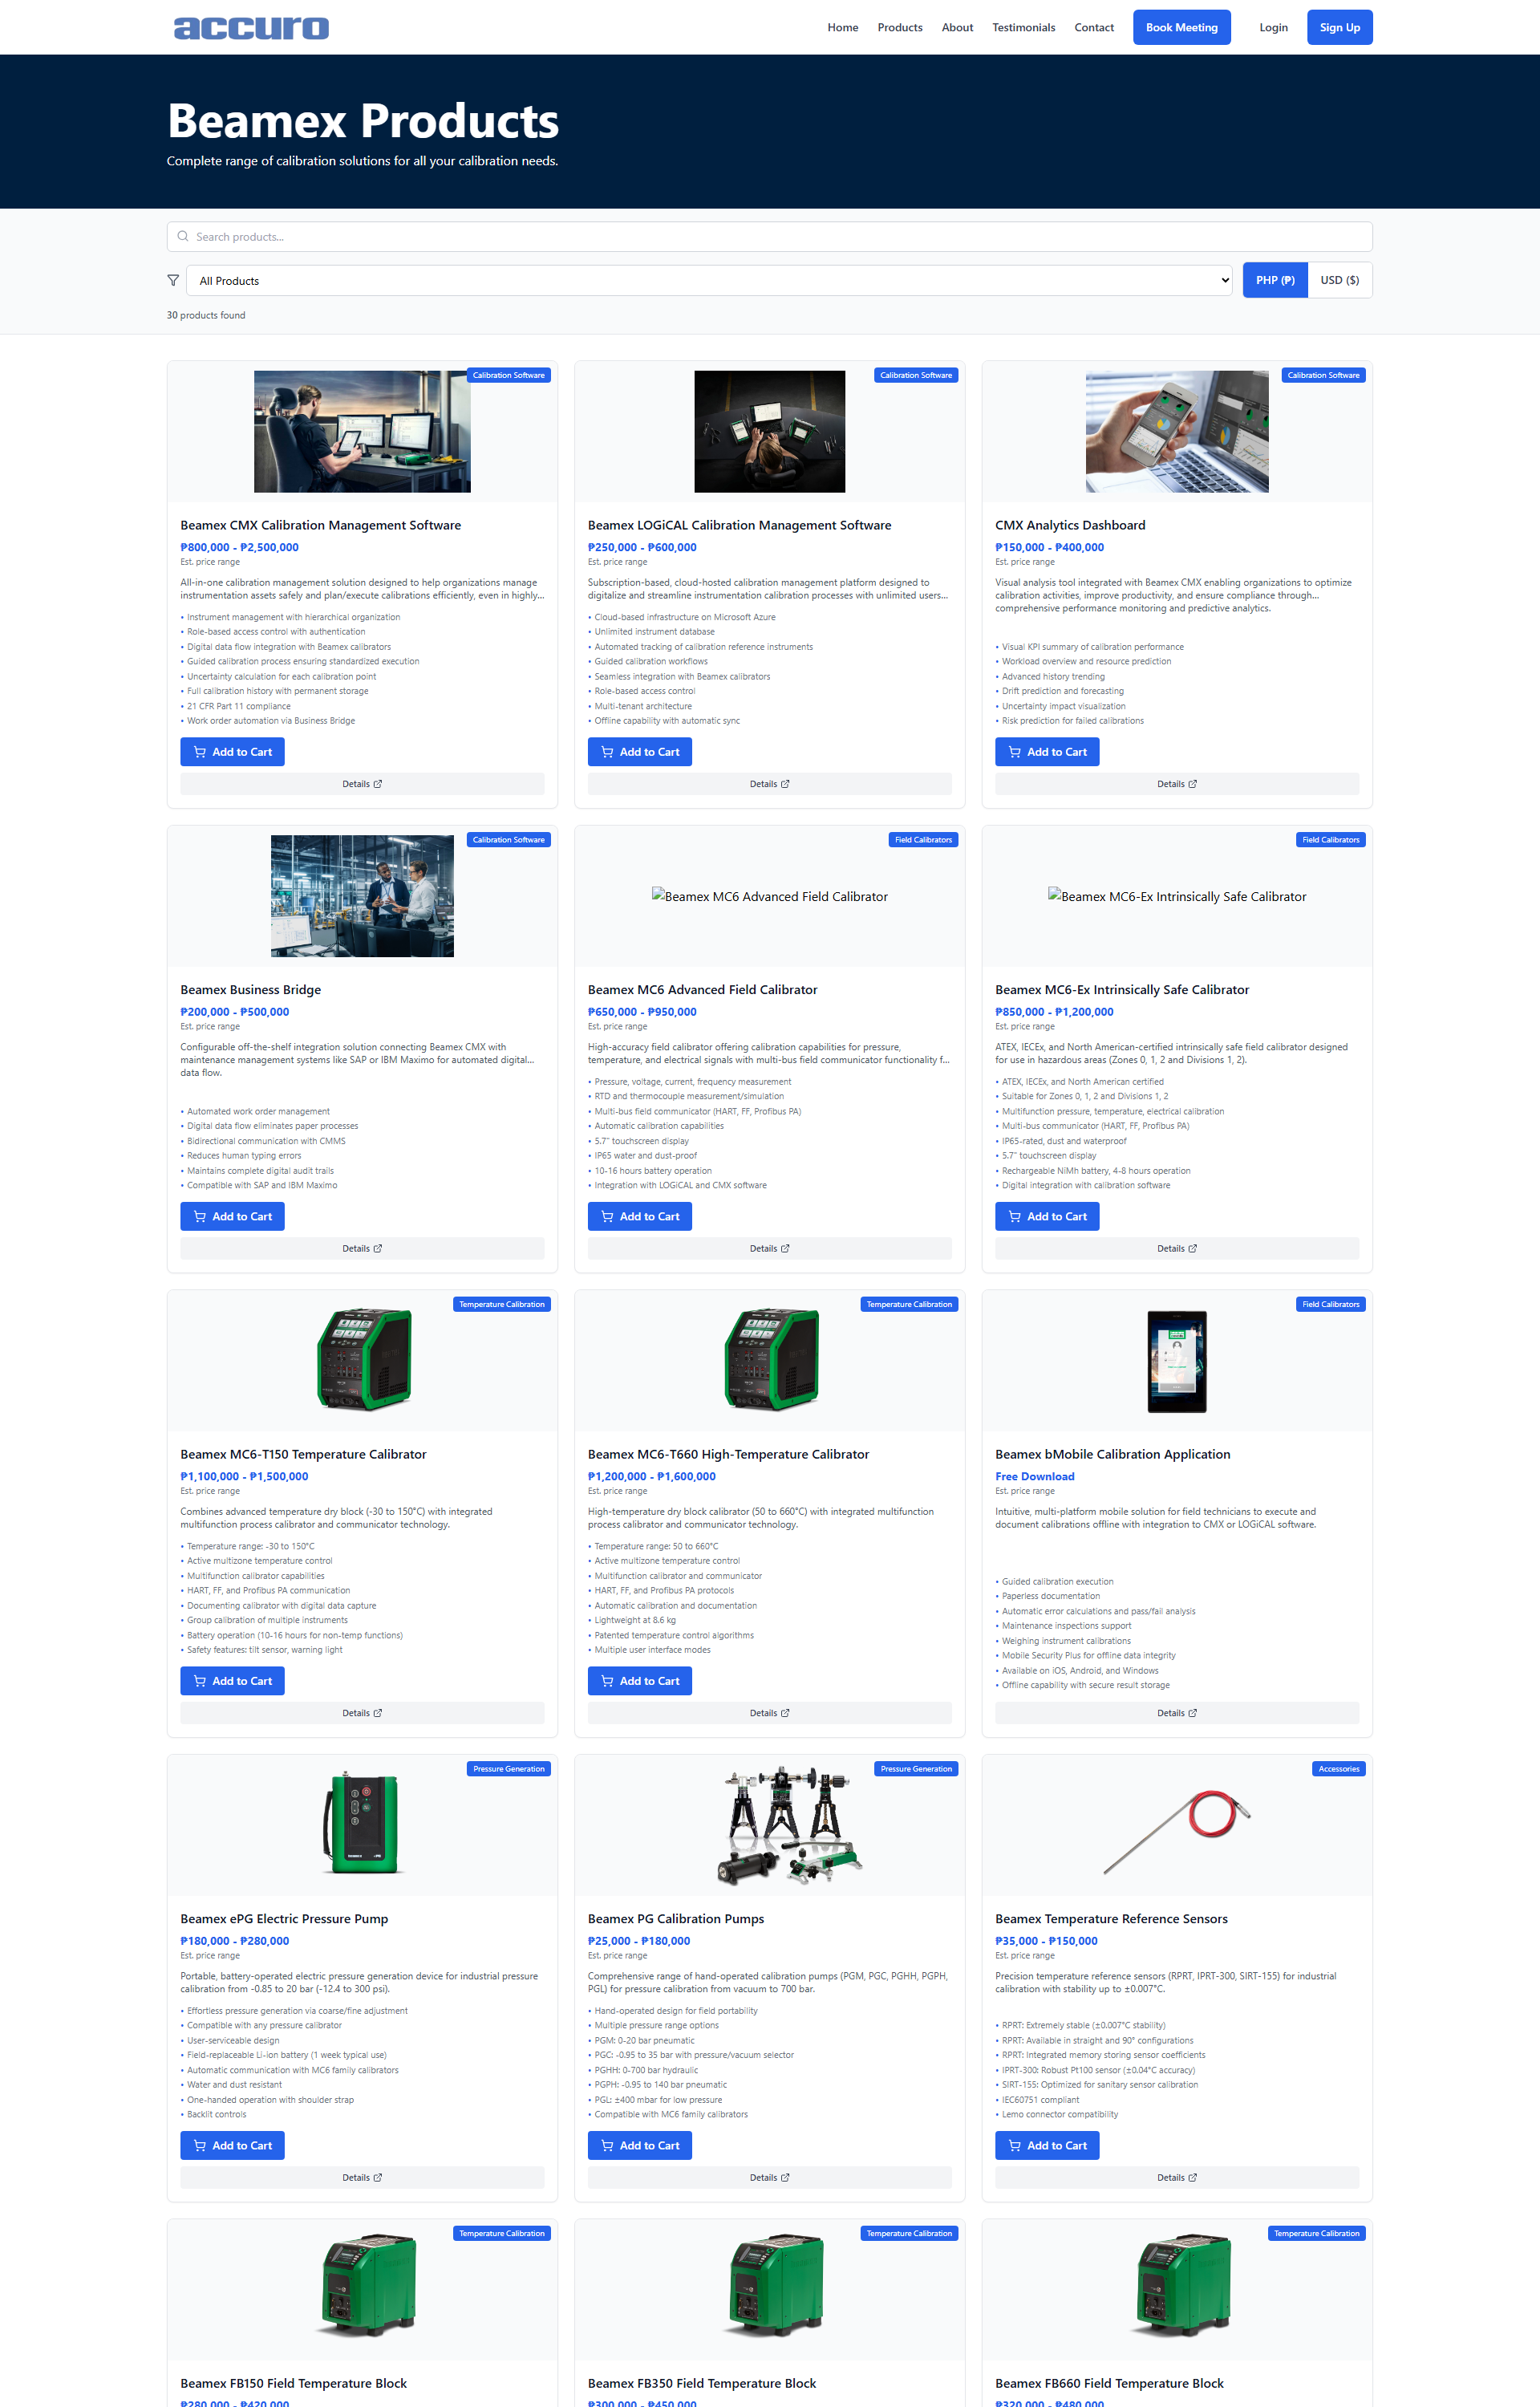 accuro
Home Products About Testimonials Contact Book Meeting Login Sign Up
Beamex Products
Complete range of calibration solutions for all your calibration needs.
Search products...
All Products
PHP (₱) USD ($)
30 products found
Calibration Software
Beamex CMX Calibration Management Software
₱800,000 - ₱2,500,000
Est. price range
All-in-one calibration management solution designed to help organizations manage
instrumentation assets safely and plan/execute calibrations efficiently, even in highly...
• Instrument management with hierarchical organization
• Role-based access control with authentication
• Digital data flow integration with Beamex calibrators
• Guided calibration process ensuring standardized execution
• Uncertainty calculation for each calibration point
• Full calibration history with permanent storage
• 21 CFR Part 11 compliance
• Work order automation via Business Bridge
Add to Cart
Details
Calibration Software
Beamex LOGiCAL Calibration Management Software
₱250,000 - ₱600,000
Est. price range
Subscription-based, cloud-hosted calibration management platform designed to
digitalize and streamline instrumentation calibration processes with unlimited users...
• Cloud-based infrastructure on Microsoft Azure
• Unlimited instrument database
• Automated tracking of calibration reference instruments
• Guided calibration workflows
• Seamless integration with Beamex calibrators
• Role-based access control
• Multi-tenant architecture
• Offline capability with automatic sync
Add to Cart
Details
Calibration Software
CMX Analytics Dashboard
₱150,000 - ₱400,000
Est. price range
Visual analysis tool integrated with Beamex CMX enabling organizations to optimize
calibration activities, improve productivity, and ensure compliance through...
comprehensive performance monitoring and predictive analytics.
• Visual KPI summary of calibration performance
• Workload overview and resource prediction
• Advanced history trending
• Drift prediction and forecasting
• Uncertainty impact visualization
• Risk prediction for failed calibrations
Add to Cart
Details
Calibration Software
Beamex Business Bridge
₱200,000 - ₱500,000
Est. price range
Configurable off-the-shelf integration solution connecting Beamex CMX with
maintenance management systems like SAP or IBM Maximo for automated digital...
data flow.
• Automated work order management
• Digital data flow eliminates paper processes
• Bidirectional communication with CMMS
• Reduces human typing errors
• Maintains complete digital audit trails
• Compatible with SAP and IBM Maximo
Add to Cart
Details
Field Calibrators
Beamex MC6 Advanced Field Calibrator
Beamex MC6 Advanced Field Calibrator
₱650,000 - ₱950,000
Est. price range
High-accuracy field calibrator offering calibration capabilities for pressure,
temperature, and electrical signals with multi-bus field communicator functionality f...
• Pressure, voltage, current, frequency measurement
• RTD and thermocouple measurement/simulation
• Multi-bus field communicator (HART, FF, Profibus PA)
• Automatic calibration capabilities
• 5.7" touchscreen display
• IP65 water and dust-proof
• 10-16 hours battery operation
• Integration with LOGiCAL and CMX software
Add to Cart
Details
Field Calibrators
Beamex MC6-Ex Intrinsically Safe Calibrator
Beamex MC6-Ex Intrinsically Safe Calibrator
₱850,000 - ₱1,200,000
Est. price range
ATEX, IECEx, and North American-certified intrinsically safe field calibrator designed
for use in hazardous areas (Zones 0, 1, 2 and Divisions 1, 2).
• ATEX, IECEx, and North American certified
• Suitable for Zones 0, 1, 2 and Divisions 1, 2
• Multifunction pressure, temperature, electrical calibration
• Multi-bus communicator (HART, FF, Profibus PA)
• IP65-rated, dust and waterproof
• 5.7" touchscreen display
• Rechargeable NiMh battery, 4-8 hours operation
• Digital integration with calibration software
Add to Cart
Details
Temperature Calibration
Beamex MC6-T150 Temperature Calibrator
₱1,100,000 - ₱1,500,000
Est. price range
Combines advanced temperature dry block (-30 to 150°C) with integrated
multifunction process calibrator and communicator technology.
• Temperature range: -30 to 150°C
• Active multizone temperature control
• Multifunction calibrator capabilities
• HART, FF, and Profibus PA communication
• Documenting calibrator with digital data capture
• Group calibration of multiple instruments
• Battery operation (10-16 hours for non-temp functions)
• Safety features: tilt sensor, warning light
Add to Cart
Details
Temperature Calibration
Beamex MC6-T660 High-Temperature Calibrator
₱1,200,000 - ₱1,600,000
Est. price range
High-temperature dry block calibrator (50 to 660°C) with integrated multifunction
process calibrator and communicator technology.
• Temperature range: 50 to 660°C
• Active multizone temperature control
• Multifunction calibrator and communicator
• HART, FF, and Profibus PA protocols
• Automatic calibration and documentation
• Lightweight at 8.6 kg
• Patented temperature control algorithms
• Multiple user interface modes
Add to Cart
Details
Field Calibrators
Beamex bMobile Calibration Application
Free Download
Est. price range
Intuitive, multi-platform mobile solution for field technicians to execute and
document calibrations offline with integration to CMX or LOGiCAL software.
• Guided calibration execution
• Paperless documentation
• Automatic error calculations and pass/fail analysis
• Maintenance inspections support
• Weighing instrument calibrations
• Mobile Security Plus for offline data integrity
• Available on iOS, Android, and Windows
• Offline capability with secure result storage
Details
Pressure Generation
Beamex ePG Electric Pressure Pump
₱180,000 - ₱280,000
Est. price range
Portable, battery-operated electric pressure generation device for industrial pressure
calibration from -0.85 to 20 bar (-12.4 to 300 psi).
• Effortless pressure generation via coarse/fine adjustment
• Compatible with any pressure calibrator
• User-serviceable design
• Field-replaceable Li-ion battery (1 week typical use)
• Automatic communication with MC6 family calibrators
• Water and dust resistant
• One-handed operation with shoulder strap
• Backlit controls
Add to Cart
Details
Pressure Generation
Beamex PG Calibration Pumps
₱25,000 - ₱180,000
Est. price range
Comprehensive range of hand-operated calibration pumps (PGM, PGC, PGHH, PGPH,
PGL) for pressure calibration from vacuum to 700 bar.
• Hand-operated design for field portability
• Multiple pressure range options
• PGM: 0-20 bar pneumatic
• PGC: -0.95 to 35 bar with pressure/vacuum selector
• PGHH: 0-700 bar hydraulic
• PGPH: -0.95 to 140 bar pneumatic
• PGL: ±400 mbar for low pressure
• Compatible with MC6 family calibrators
Add to Cart
Details
Accessories
Beamex Temperature Reference Sensors
₱35,000 - ₱150,000
Est. price range
Precision temperature reference sensors (RPRT, IPRT-300, SIRT-155) for industrial
calibration with stability up to ±0.007°C.
• RPRT: Extremely stable (±0.007°C stability)
• RPRT: Available in straight and 90° configurations
• RPRT: Integrated memory storing sensor coefficients
• IPRT-300: Robust Pt100 sensor (±0.04°C accuracy)
• SIRT-155: Optimized for sanitary sensor calibration
• IEC60751 compliant
• Lemo connector compatibility
Add to Cart
Details
Temperature Calibration
Beamex FB150 Field Temperature Block
₱280,000 - ₱420,000
Temperature Calibration
Beamex FB350 Field Temperature Block
₱300,000 - ₱450,000
Temperature Calibration
Beamex FB660 Field Temperature Block
₱320,000 - ₱480,000